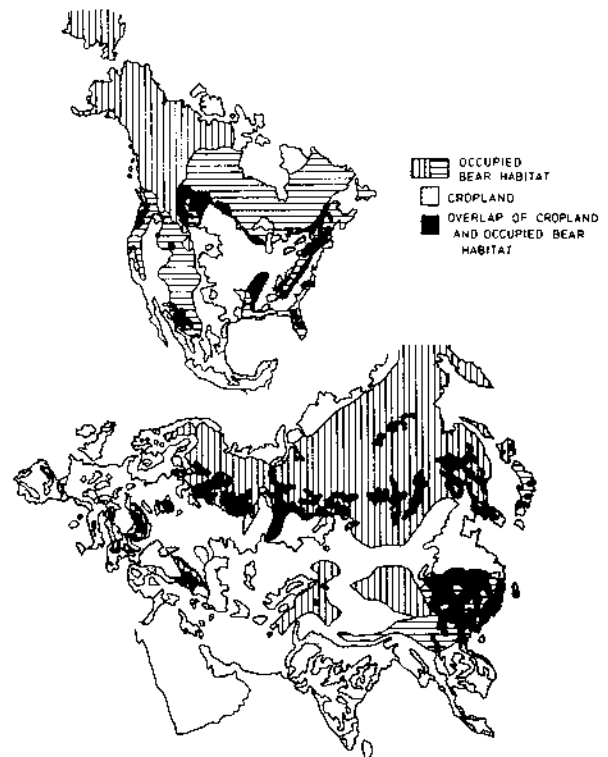 OCCUPIED
BEAR HABITAT
CROPLAND
OVERLAP OF CROPLAND
AND OCCUPIED BEAR
HABITAT